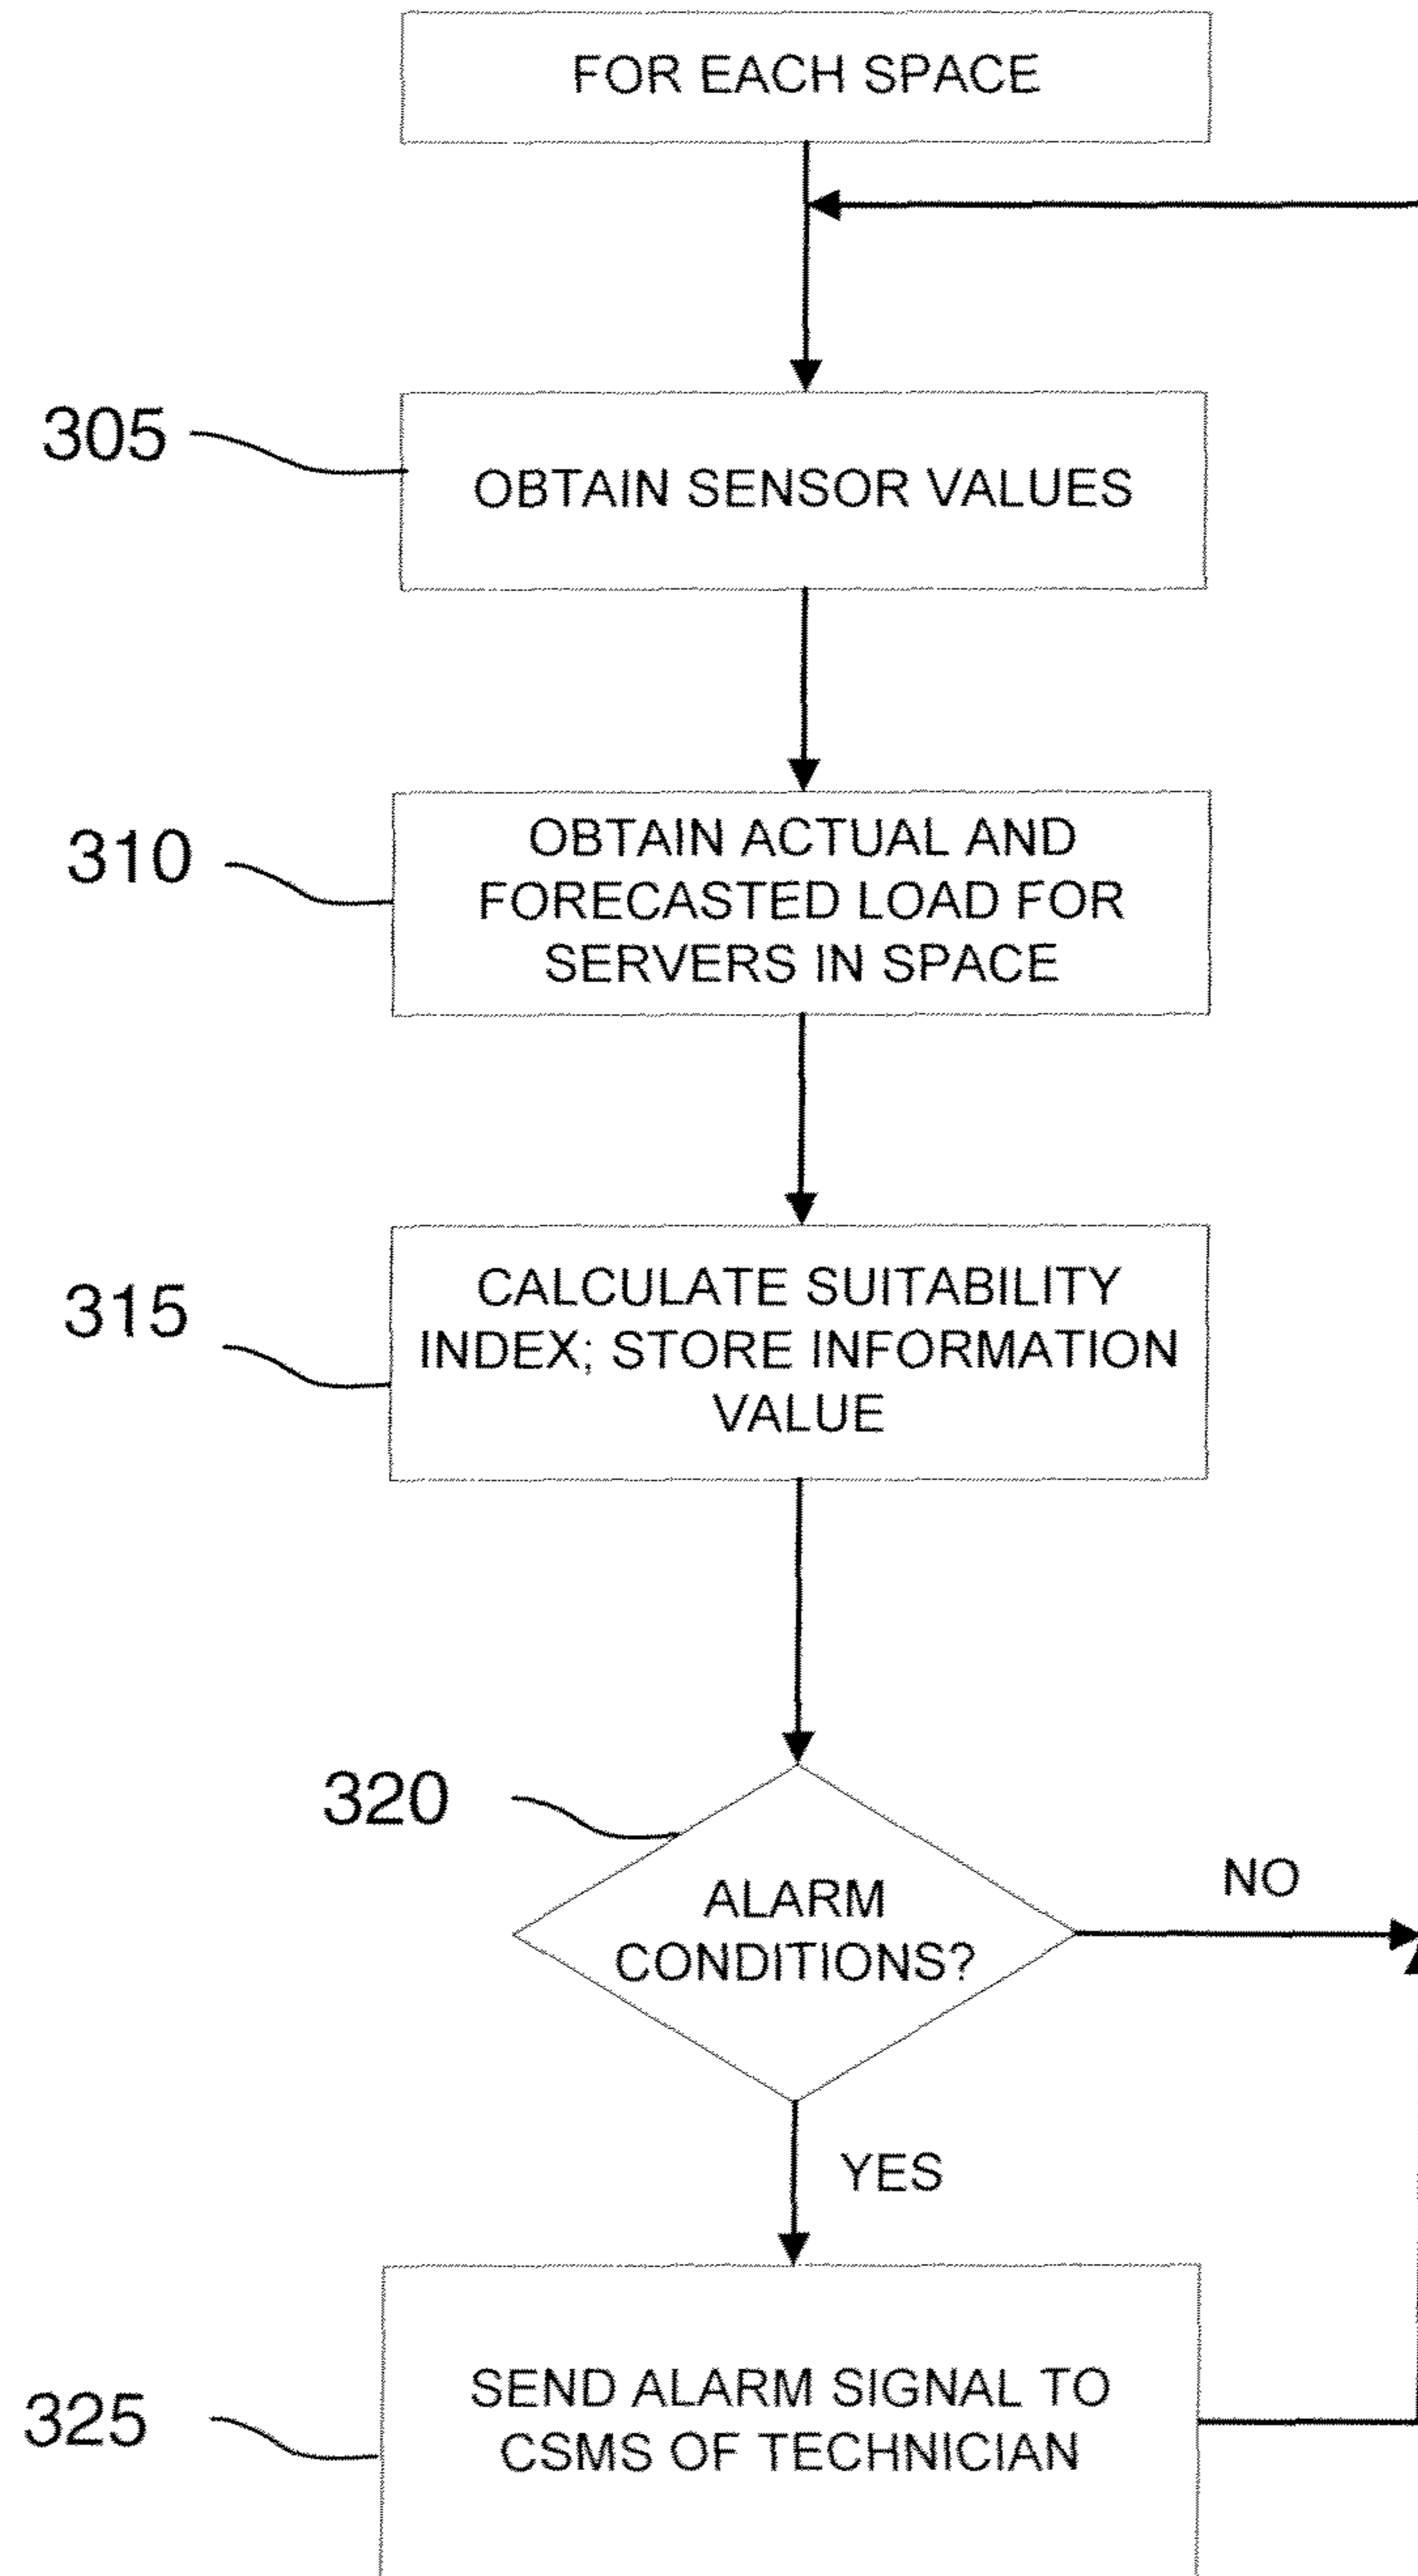 FOR EACH SPACE
305
OBTAIN SENSOR VALUES
310
OBTAIN ACTUAL AND
FORECASTED LOAD FOR
SERVERS IN SPACE
315
CALCULATE SUITABILITY
INDEX; STORE INFORMATION
VALUE
320
ALARM
CONDITIONS?
NO
YES
325
SEND ALARM SIGNAL TO
CSMS OF TECHNICIAN